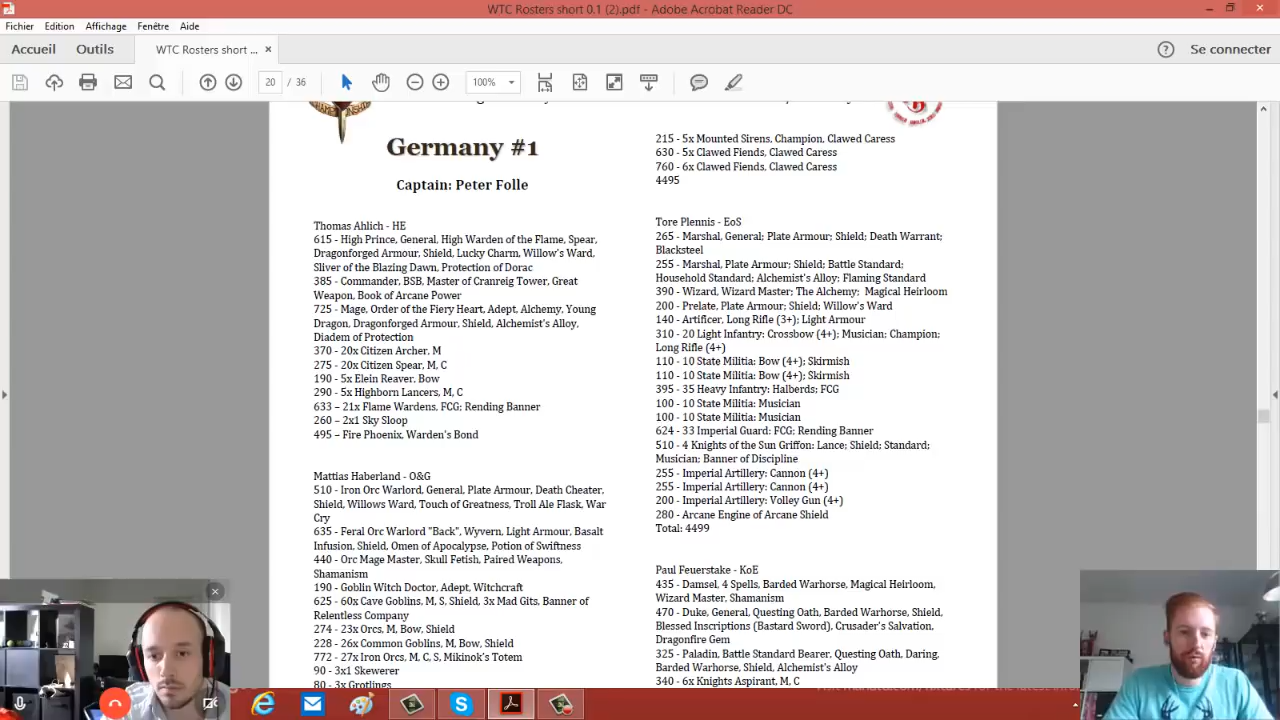 WTC Rosters short 0.1 (2).pdf - Adobe Acrobat Reader DC
Fichier Edition Affichage Fenêtre Aide
Accueil Outils WTC Rosters short ... × ? Se connecter
20 / 36 100%
Germany #1
Captain: Peter Folle
Thomas Ahlich - HE
615 - High Prince, General, High Warden of the Flame, Spear,
Dragonforged Armour, Shield, Lucky Charm, Willow's Ward,
Sliver of the Blazing Dawn, Protection of Dorac
385 - Commander, BSB, Master of Cranreig Tower, Great
Weapon, Book of Arcane Power
725 - Mage, Order of the Fiery Heart, Adept, Alchemy, Young
Dragon, Dragonforged Armour, Shield, Alchemist's Alloy,
Diadem of Protection
370 - 20x Citizen Archer, M
275 - 20x Citizen Spear, M, C
190 - 5x Elein Reaver, Bow
290 - 5x Highborn Lancers, M, C
633 – 21x Flame Wardens, FCG; Rending Banner
260 – 2x1 Sky Sloop
495 – Fire Phoenix, Warden's Bond
Mattias Haberland - O&G
510 - Iron Orc Warlord, General, Plate Armour, Death Cheater,
Shield, Willows Ward, Touch of Greatness, Troll Ale Flask, War
Cry
635 - Feral Orc Warlord "Back", Wyvern, Light Armour, Basalt
Infusion, Shield, Omen of Apocalypse, Potion of Swiftness
440 - Orc Mage Master, Skull Fetish, Paired Weapons,
Shamanism
190 - Goblin Witch Doctor, Adept, Witchcraft
625 - 60x Cave Goblins, M, S, Shield, 3x Mad Gits, Banner of
Relentless Company
274 - 23x Orcs, M, Bow, Shield
228 - 26x Common Goblins, M, Bow, Shield
772 - 27x Iron Orcs, M, C, S, Mikinok's Totem
90 - 3x1 Skewerer
80 - 3x Grotlings
215 - 5x Mounted Sirens, Champion, Clawed Caress
630 - 5x Clawed Fiends, Clawed Caress
760 - 6x Clawed Fiends, Clawed Caress
4495
Tore Plennis - EoS
265 - Marshal, General; Plate Armour; Shield; Death Warrant;
Blacksteel
255 - Marshal, Plate Armour; Shield; Battle Standard;
Household Standard; Alchemist's Alloy; Flaming Standard
390 - Wizard, Wizard Master; The Alchemy; Magical Heirloom
200 - Prelate, Plate Armour; Shield; Willow's Ward
140 - Artificer, Long Rifle (3+); Light Armour
310 - 20 Light Infantry: Crossbow (4+); Musician; Champion;
Long Rifle (4+)
110 - 10 State Militia: Bow (4+); Skirmish
110 - 10 State Militia: Bow (4+); Skirmish
395 - 35 Heavy Infantry: Halberds; FCG
100 - 10 State Militia: Musician
100 - 10 State Militia: Musician
624 - 33 Imperial Guard: FCG; Rending Banner
510 - 4 Knights of the Sun Griffon: Lance; Shield; Standard;
Musician; Banner of Discipline
255 - Imperial Artillery: Cannon (4+)
255 - Imperial Artillery: Cannon (4+)
200 - Imperial Artillery: Volley Gun (4+)
280 - Arcane Engine of Arcane Shield
Total: 4499
Paul Feuerstake - KoE
435 - Damsel, 4 Spells, Barded Warhorse, Magical Heirloom,
Wizard Master, Shamanism
470 - Duke, General, Questing Oath, Barded Warhorse, Shield,
Blessed Inscriptions (Bastard Sword), Crusader's Salvation,
Dragonfire Gem
325 - Paladin, Battle Standard Bearer, Questing Oath, Daring,
Barded Warhorse, Shield, Alchemist's Alloy
340 - 6x Knights Aspirant, M, C